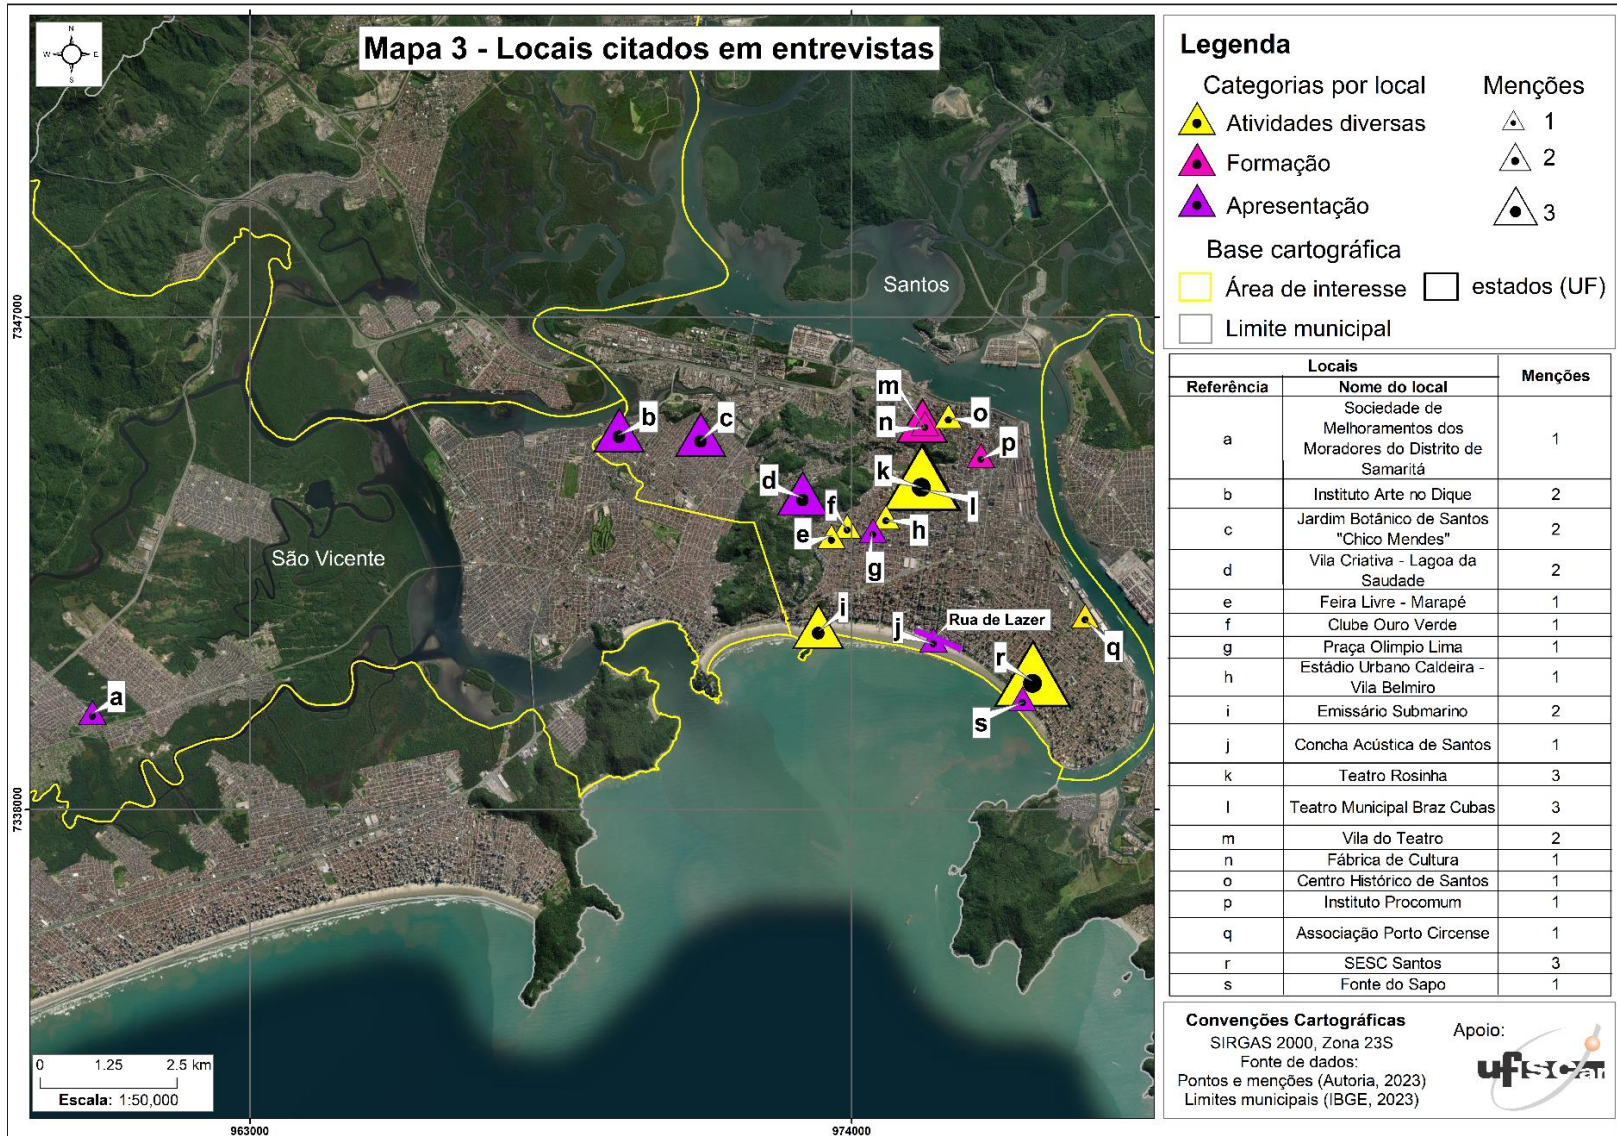 Mapa 3 - Locais citados em entrevistas
N
W E
S
Santos
São Vicente
Rua de Lazer
a
b
c
d
e
f
g
h
i
j
k
l
m
n
o
p
q
r
s
7347000
7338000
963000
974000
0 1.25 2.5 km
Escala: 1:50,000
Legenda
Categorias por local Menções
Atividades diversas 1
Formação 2
Apresentação 3
Base cartográfica
Área de interesse estados (UF)
Limite municipal
Locais Menções
Referência Nome do local
a Sociedade de Melhoramentos dos Moradores do Distrito de Samaritá 1
b Instituto Arte no Dique 2
c Jardim Botânico de Santos "Chico Mendes" 2
d Vila Criativa - Lagoa da Saudade 2
e Feira Livre - Marapé 1
f Clube Ouro Verde 1
g Praça Olimpio Lima 1
h Estádio Urbano Caldeira - Vila Belmiro 1
i Emissário Submarino 2
j Concha Acústica de Santos 1
k Teatro Rosinha 3
l Teatro Municipal Braz Cubas 3
m Vila do Teatro 2
n Fábrica de Cultura 1
o Centro Histórico de Santos 1
p Instituto Procomum 1
q Associação Porto Circense 1
r SESC Santos 3
s Fonte do Sapo 1
Convenções Cartográficas
SIRGAS 2000, Zona 23S
Fonte de dados:
Pontos e menções (Autoria, 2023)
Limites municipais (IBGE, 2023)
Apoio:
ufscar